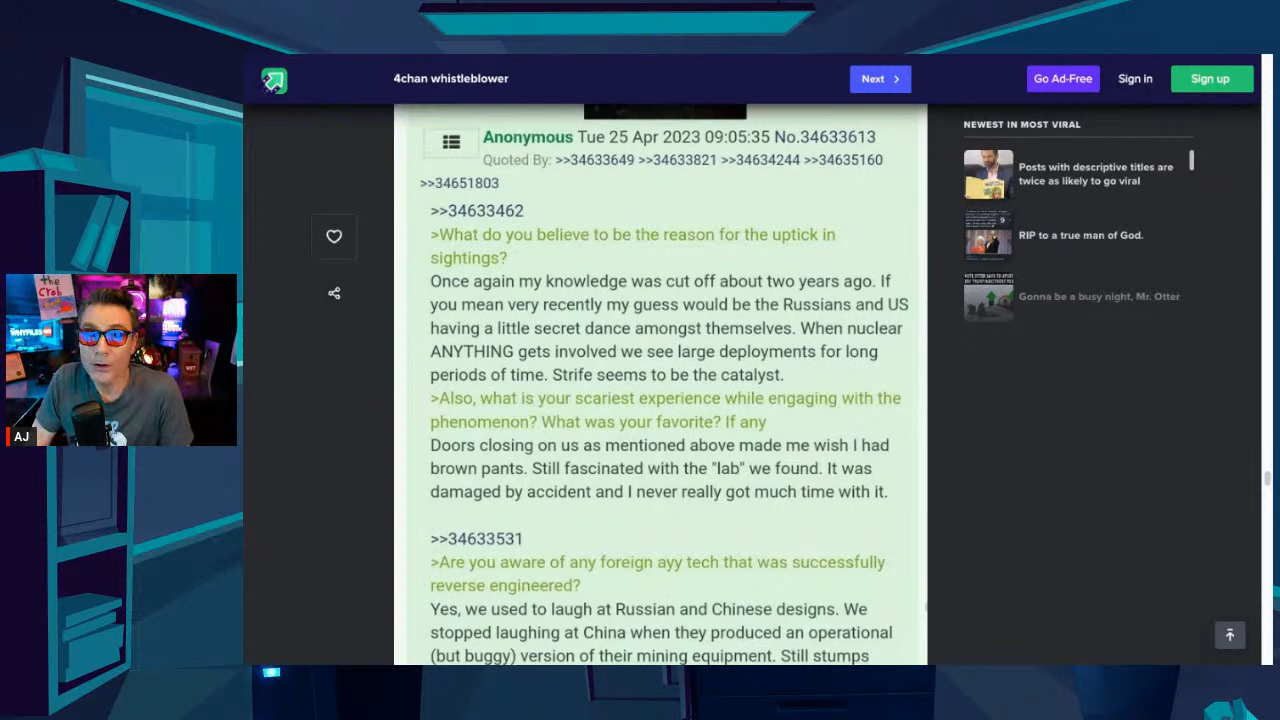 4chan whistleblower
Next
Go Ad-Free
Sign in
Sign up
Anonymous Tue 25 Apr 2023 09:05:35 No.34633613
Quoted By: >>34633649 >>34633821 >>34634244 >>34635160
>>34651803
>>34633462
>What do you believe to be the reason for the uptick in
sightings?
Once again my knowledge was cut off about two years ago. If
you mean very recently my guess would be the Russians and US
having a little secret dance amongst themselves. When nuclear
ANYTHING gets involved we see large deployments for long
periods of time. Strife seems to be the catalyst.
>Also, what is your scariest experience while engaging with the
phenomenon? What was your favorite? If any
Doors closing on us as mentioned above made me wish I had
brown pants. Still fascinated with the "lab" we found. It was
damaged by accident and I never really got much time with it.
>>34633531
>Are you aware of any foreign ayy tech that was successfully
reverse engineered?
Yes, we used to laugh at Russian and Chinese designs. We
stopped laughing at China when they produced an operational
(but buggy) version of their mining equipment. Still stumps
NEWEST IN MOST VIRAL
Posts with descriptive titles are
twice as likely to go viral
RIP to a true man of God.
Gonna be a busy night, Mr. Otter
the
Crab
AJ